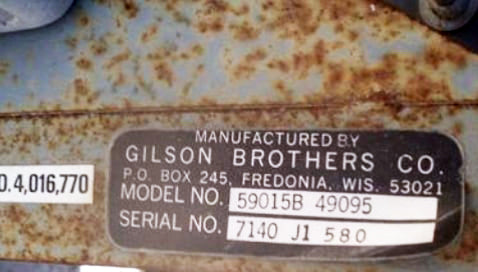 MANUFACTURED BY
GILSON BROTHERS CO.
P.O. BOX 245, FREDONIA, WIS. 53021
MODEL NO. 59015B 49095
SERIAL NO. 7140 J1 580
O. 4,016,770